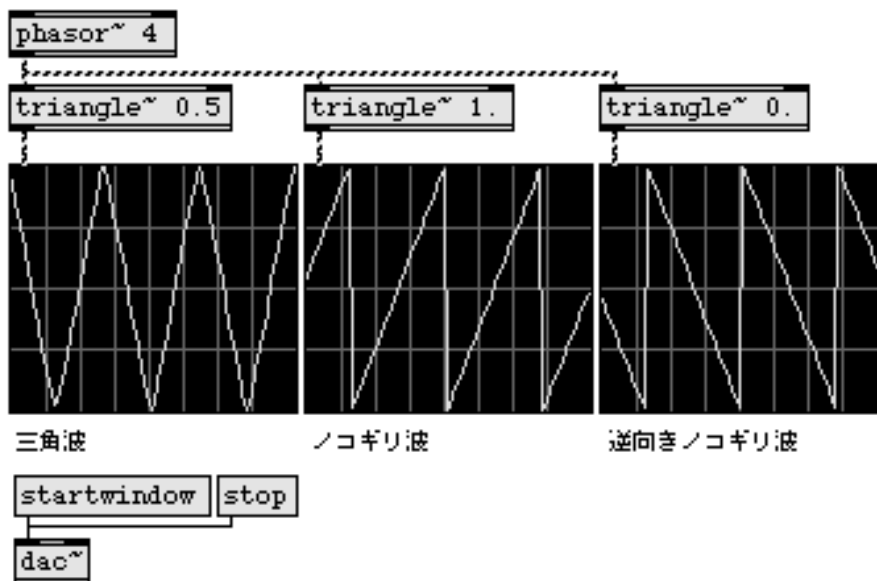 phasor~ 4
triangle~ 0.5
triangle~ 1.
triangle~ 0.
三角波
ノコギリ波
逆向きノコギリ波
startwindow
stop
dac~